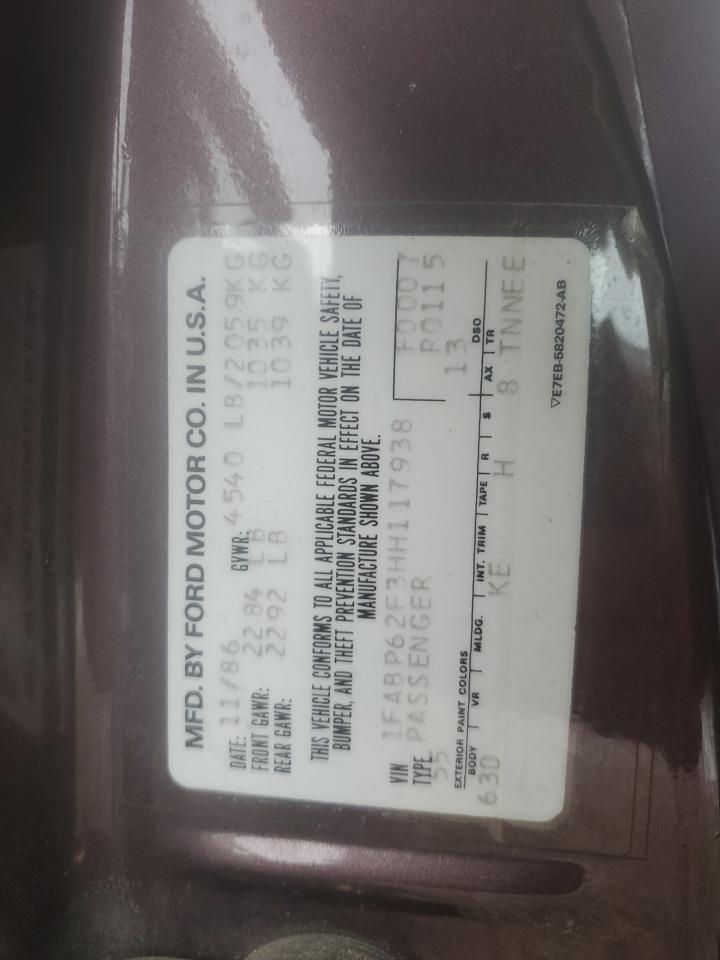 MFD. BY FORD MOTOR CO. IN U.S.A.
DATE: 11/86 GVWR: 4540 LB/2059KG
FRONT GAWR: 2284 LB 1035 KG
REAR GAWR: 2292 LB 1039 KG
THIS VEHICLE CONFORMS TO ALL APPLICABLE FEDERAL MOTOR VEHICLE SAFETY,
BUMPER, AND THEFT PREVENTION STANDARDS IN EFFECT ON THE DATE OF
MANUFACTURE SHOWN ABOVE.
VIN 1FABP62F3HH117938 F0007
TYPE PASSENGER R0115
55 13
EXTERIOR PAINT COLORS DSO
BODY VR MLDG. INT. TRIM TAPE R S AX TR
63D KE H 8 TNNEE
▽E7EB-5820472-AB